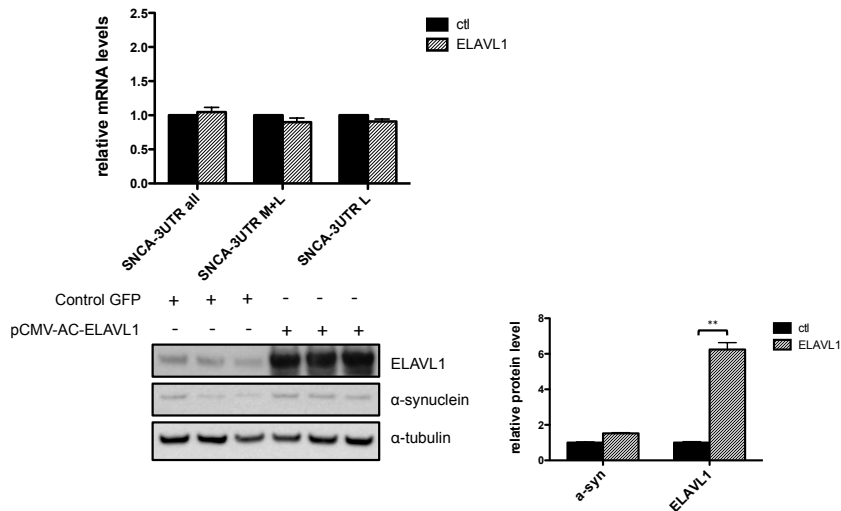 ctl
ELAVL1
relative mRNA levels
2.5
2.0
1.5
1.0
0.5
0.0
SNCA-3UTR all
SNCA-3UTR M+L
SNCA-3UTR L
Control GFP + + + - - -
pCMV-AC-ELAVL1 - - - + + +
ELAVL1
α-synuclein
α-tubulin
relative protein level
8
6
4
2
0
**
ctl
ELAVL1
a-syn
ELAVL1